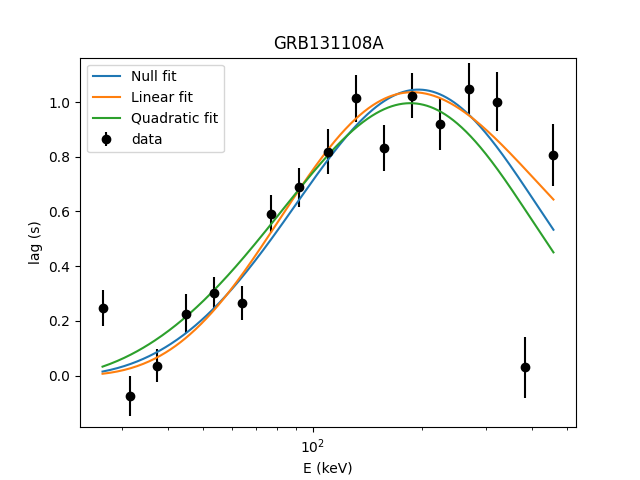 GRB131108A
Null fit
Linear fit
Quadratic fit
data
lag (s)
1.0
0.8
0.6
0.4
0.2
0.0
10²
E (keV)